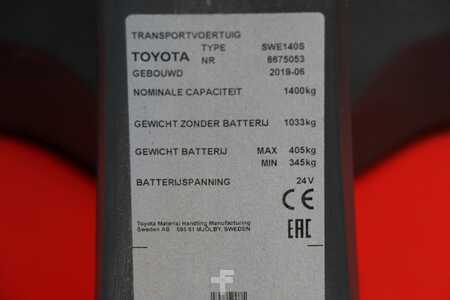 TRANSPORTVOERTUIG
TOYOTA TYPE SWE140S
NR 6675053
GEBOUWD 2019-06
NOMINALE CAPACITEIT 1400kg
GEWICHT ZONDER BATTERIJ 1033kg
GEWICHT BATTERIJ MAX 405kg
MIN 345kg
BATTERIJSPANNING 24V
CE
EAC
Toyota Material Handling Manufacturing
Sweden AB 595 81 MJÖLBY, SWEDEN